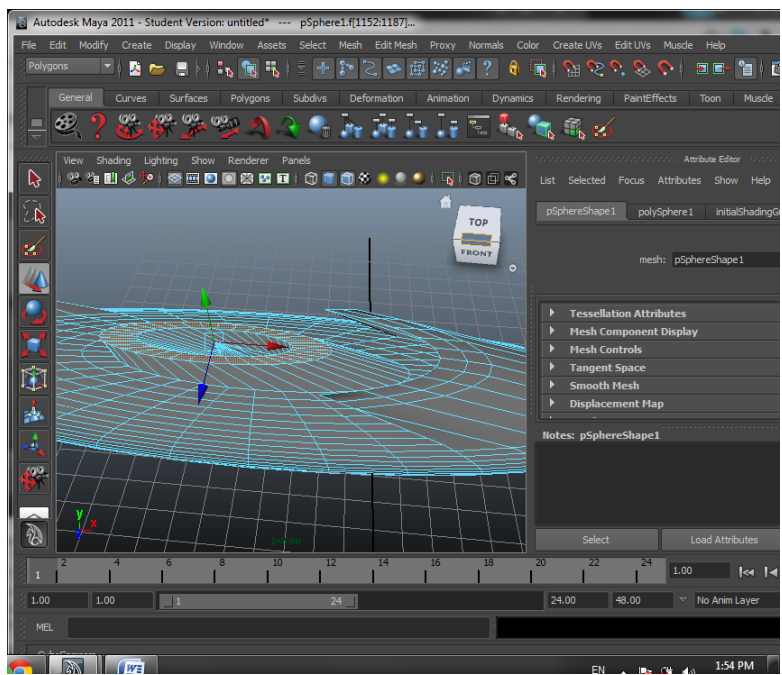 Autodesk Maya 2011 - Student Version: untitled* --- pSphere1.f[1152:1187]...
File Edit Modify Create Display Window Assets Select Mesh Edit Mesh Proxy Normals Color Create UVs Edit UVs Muscle Help
Polygons
General Curves Surfaces Polygons Subdivs Deformation Animation Dynamics Rendering PaintEffects Toon Muscle
View Shading Lighting Show Renderer Panels
Attribute Editor
List Selected Focus Attributes Show Help
pSphereShape1 polySphere1 initialShadingGr
TOP
FRONT
mesh: pSphereShape1
Tessellation Attributes
Mesh Component Display
Mesh Controls
Tangent Space
Smooth Mesh
Displacement Map
Notes: pSphereShape1
y
x
persp
Select Load Attributes
2 4 6 8 10 12 14 16 18 20 22 24
1 1.00
1.00 1.00 1 24 24.00 48.00 No Anim Layer
MEL
EN 1:54 PM